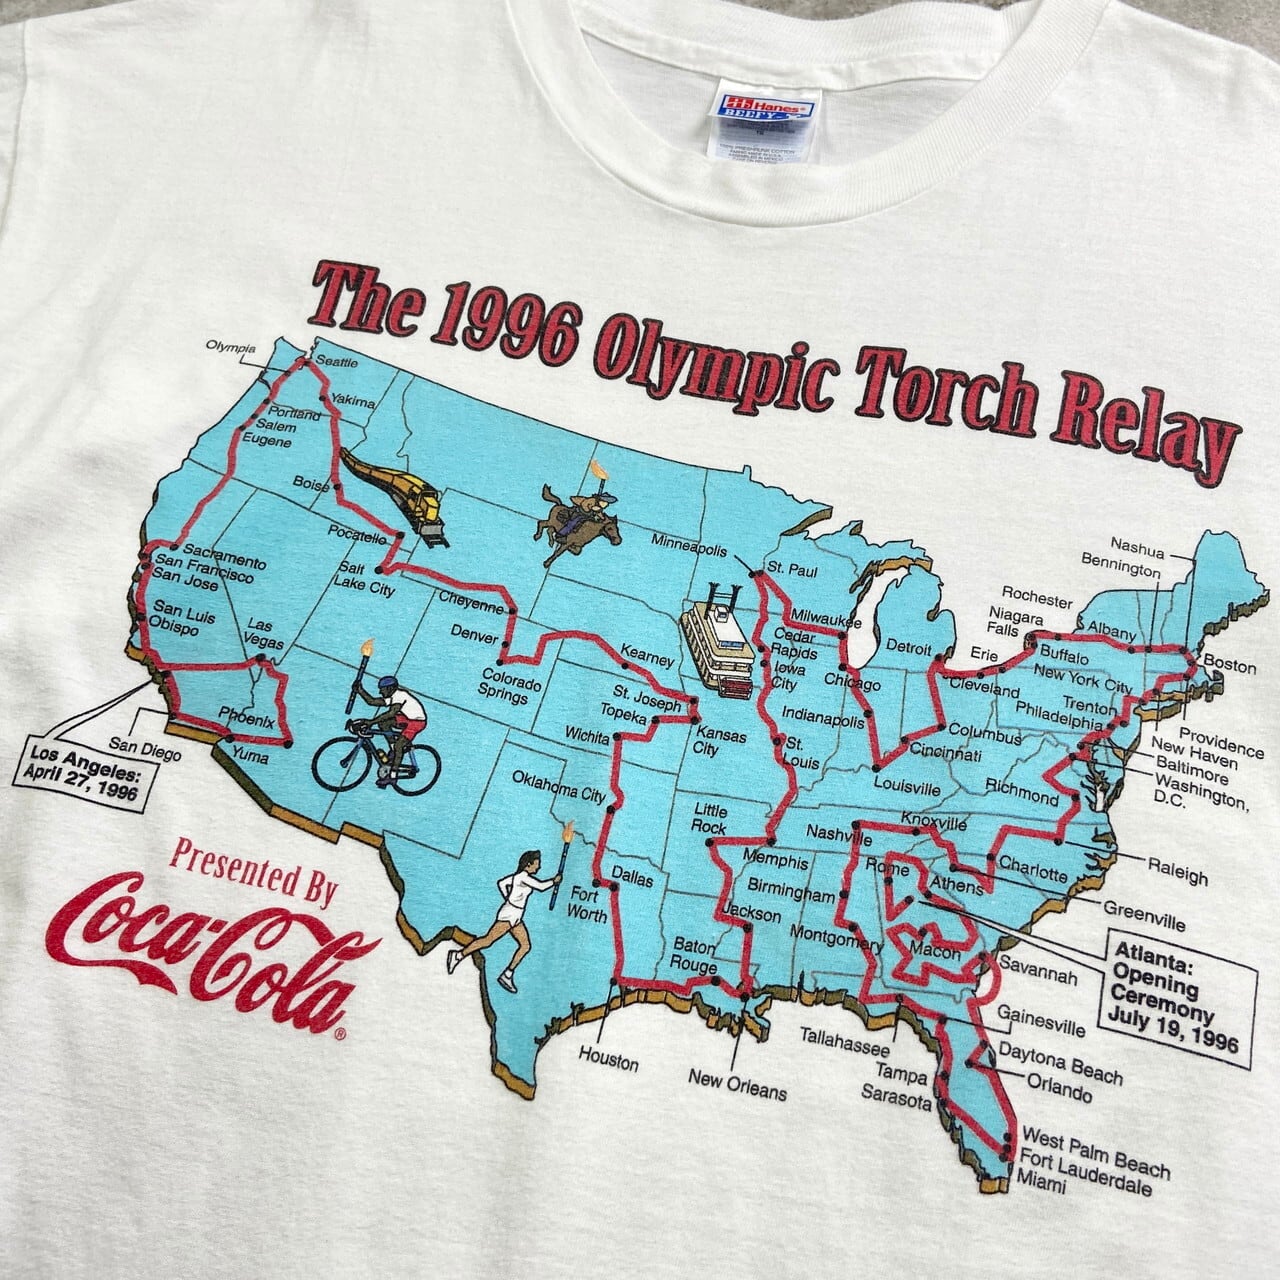 Hanes®
BEEFY-T®
100% PRESHRUNK COTTON
The 1996 Olympic Torch Relay
Olympia
Seattle
Yakima
Portland
Salem
Eugene
Boise
Pocatello
Salt
Lake City
Sacramento
San Francisco
San Jose
San Luis
Obispo
Las
Vegas
Phoenix
San Diego
Yuma
Los Angeles:
April 27, 1996
Cheyenne
Denver
Colorado
Springs
Kearney
St. Joseph
Topeka
Wichita
Kansas
City
Oklahoma City
Dallas
Fort
Worth
Houston
Minneapolis
St. Paul
Milwaukee
Cedar
Rapids
Iowa
City
Chicago
Detroit
Indianapolis
St.
Louis
Little
Rock
Memphis
Jackson
Baton
Rouge
New Orleans
Louisville
Cincinnati
Columbus
Cleveland
Erie
Niagara
Falls
Buffalo
Rochester
Albany
Bennington
Nashua
Boston
Providence
New Haven
New York City
Trenton
Philadelphia
Baltimore
Washington,
D.C.
Richmond
Raleigh
Charlotte
Greenville
Knoxville
Nashville
Rome
Athens
Birmingham
Montgomery
Macon
Savannah
Atlanta:
Opening
Ceremony
July 19, 1996
Tallahassee
Gainesville
Daytona Beach
Orlando
Tampa
Sarasota
West Palm Beach
Fort Lauderdale
Miami
Presented By
Coca-Cola®